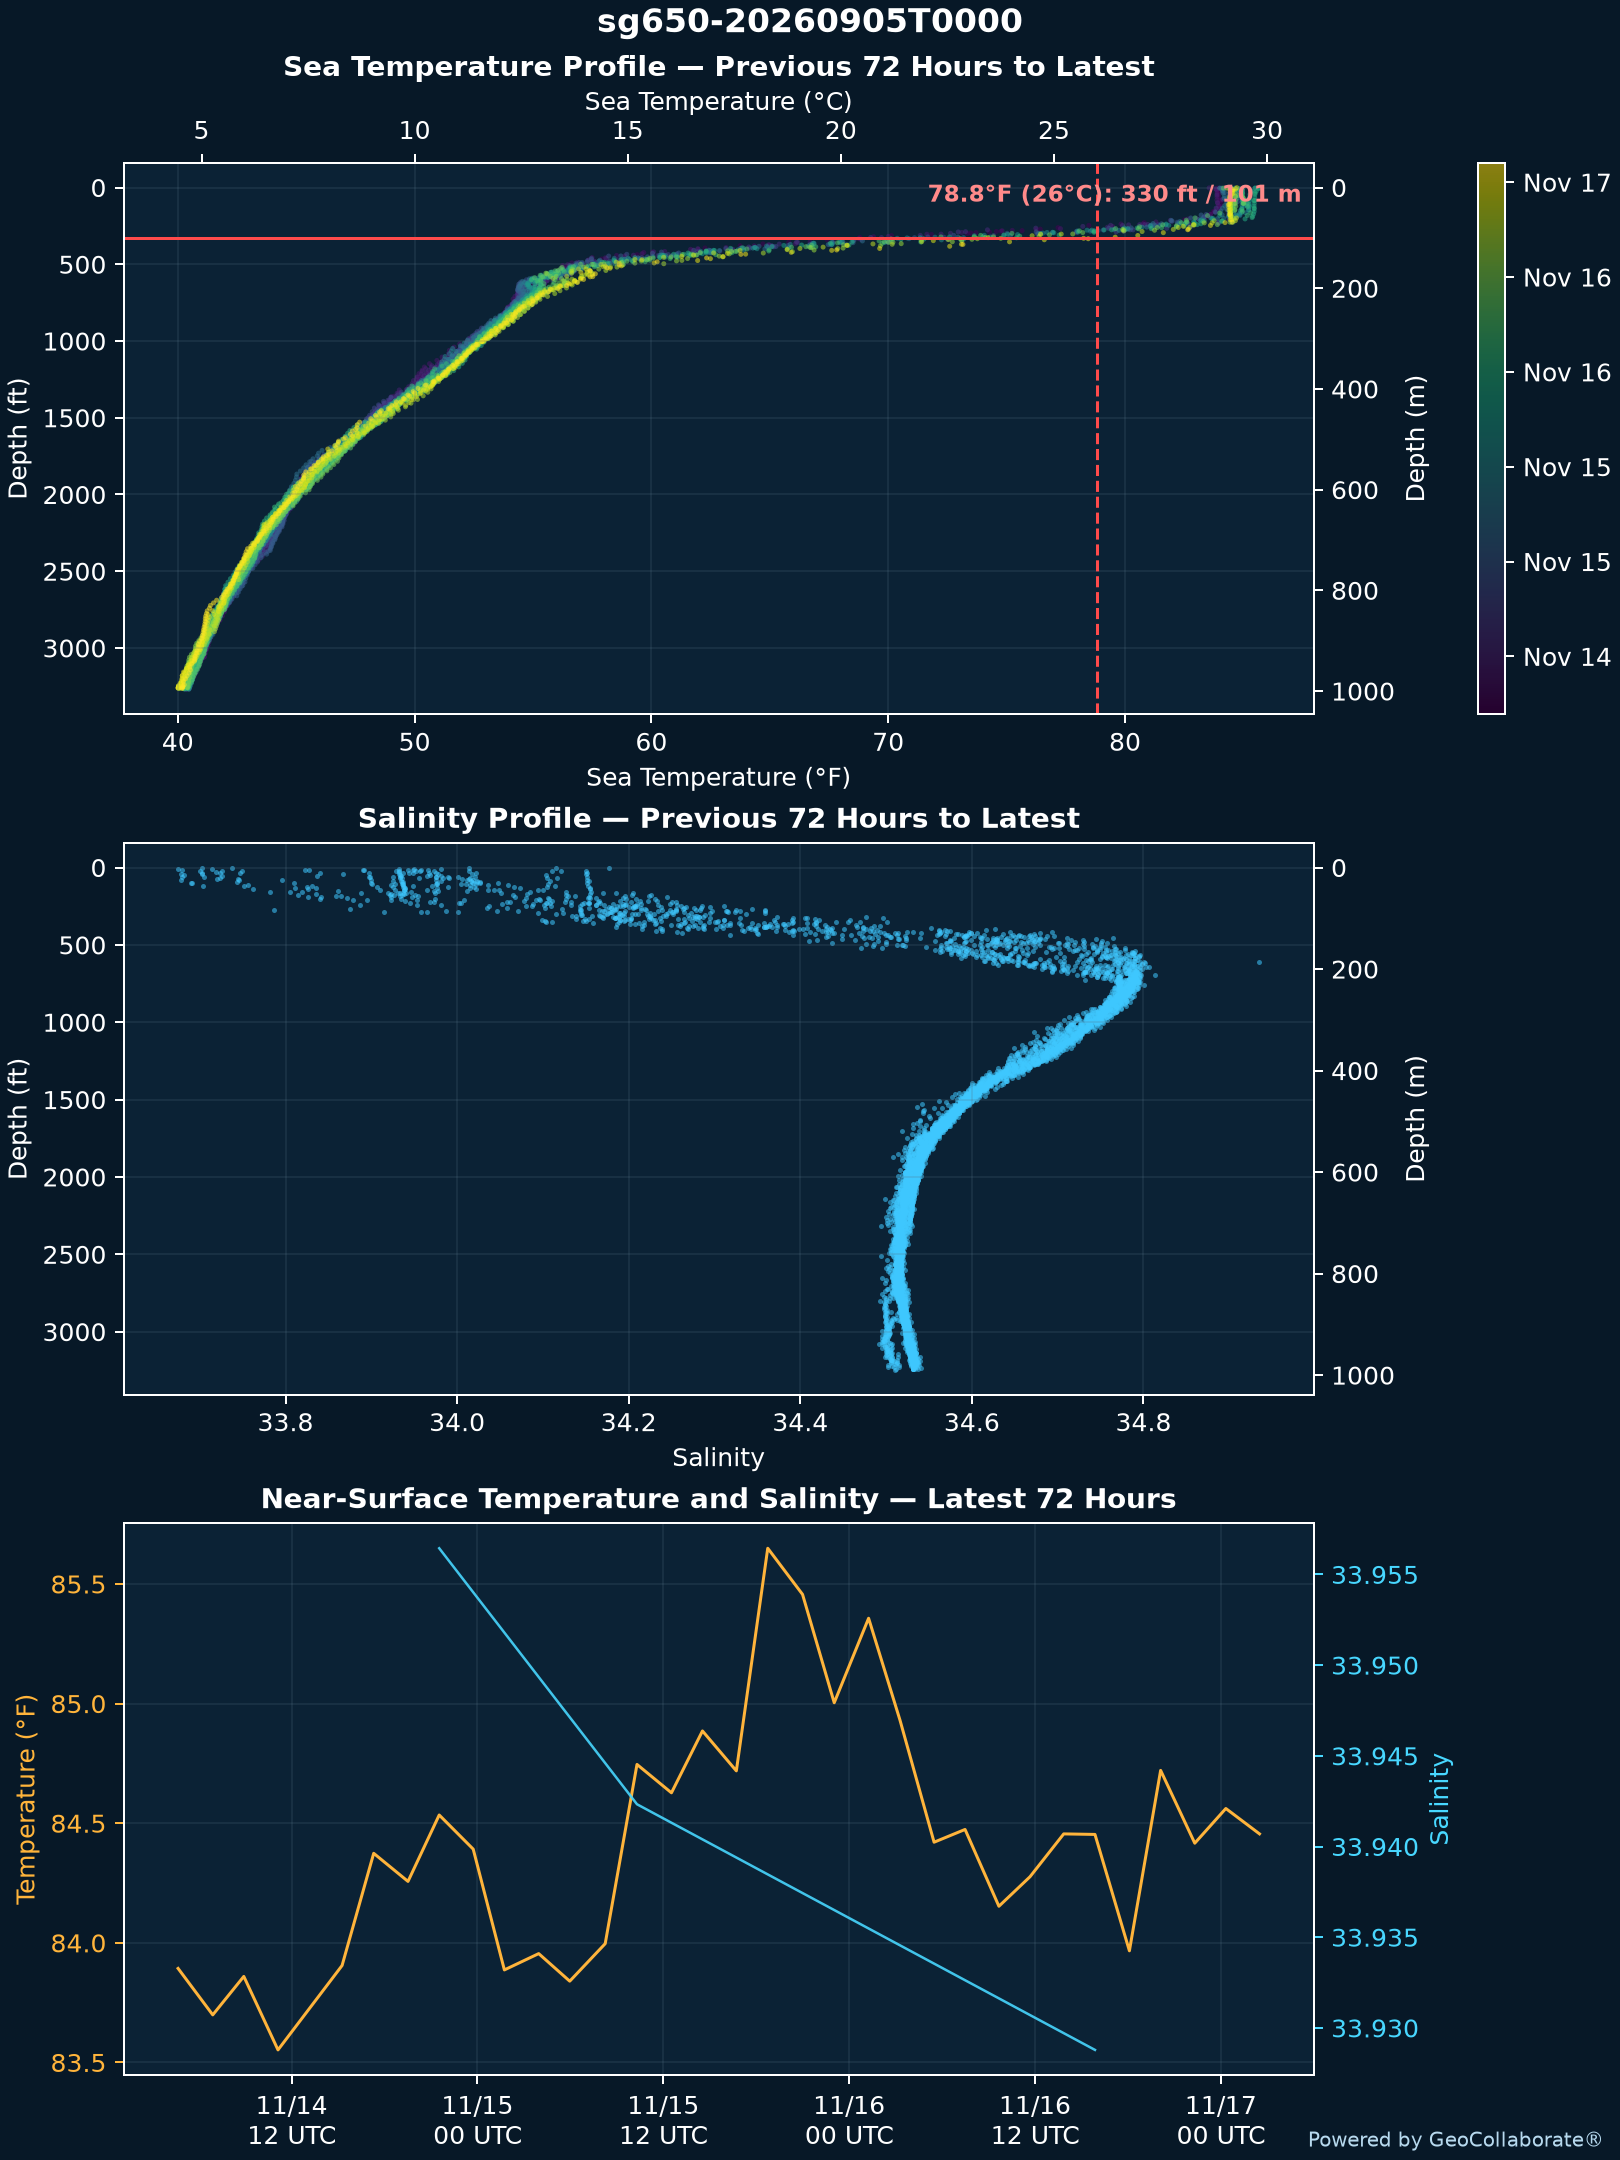 sg650-20260905T0000
Sea Temperature Profile — Previous 72 Hours to Latest
Sea Temperature (°C)
5 10 15 20 25 30
78.8°F (26°C): 330 ft / 101 m
Depth (ft)
0
500
1000
1500
2000
2500
3000
0
200
400
600
800
1000
Depth (m)
Nov 17
Nov 16
Nov 16
Nov 15
Nov 15
Nov 14
40 50 60 70 80
Sea Temperature (°F)
Salinity Profile — Previous 72 Hours to Latest
Depth (ft)
0
500
1000
1500
2000
2500
3000
0
200
400
600
800
1000
Depth (m)
33.8 34.0 34.2 34.4 34.6 34.8
Salinity
Near-Surface Temperature and Salinity — Latest 72 Hours
Temperature (°F)
85.5
85.0
84.5
84.0
83.5
33.955
33.950
33.945
33.940
33.935
33.930
Salinity
11/14 11/15 11/15 11/16 11/16 11/17
12 UTC 00 UTC 12 UTC 00 UTC 12 UTC 00 UTC
Powered by GeoCollaborate®